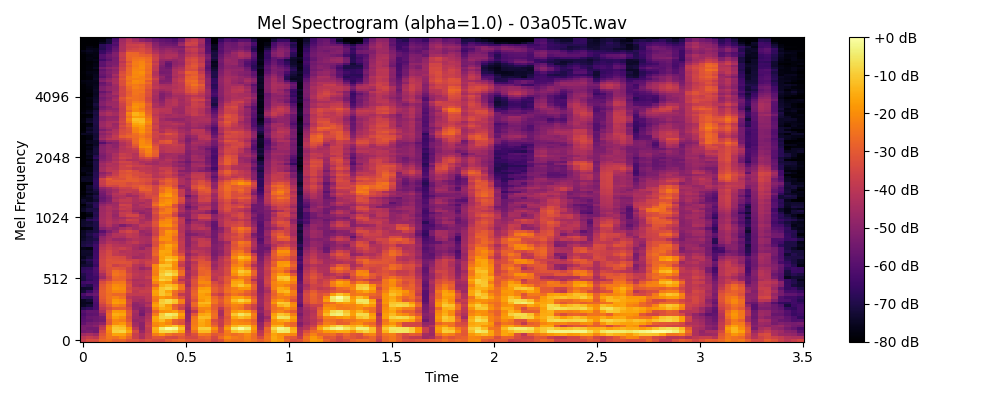 Mel Spectrogram (alpha=1.0) - 03a05Tc.wav
Mel Frequency
4096
2048
1024
512
0
0
0.5
1
1.5
2
2.5
3
3.5
Time
+0 dB
-10 dB
-20 dB
-30 dB
-40 dB
-50 dB
-60 dB
-70 dB
-80 dB